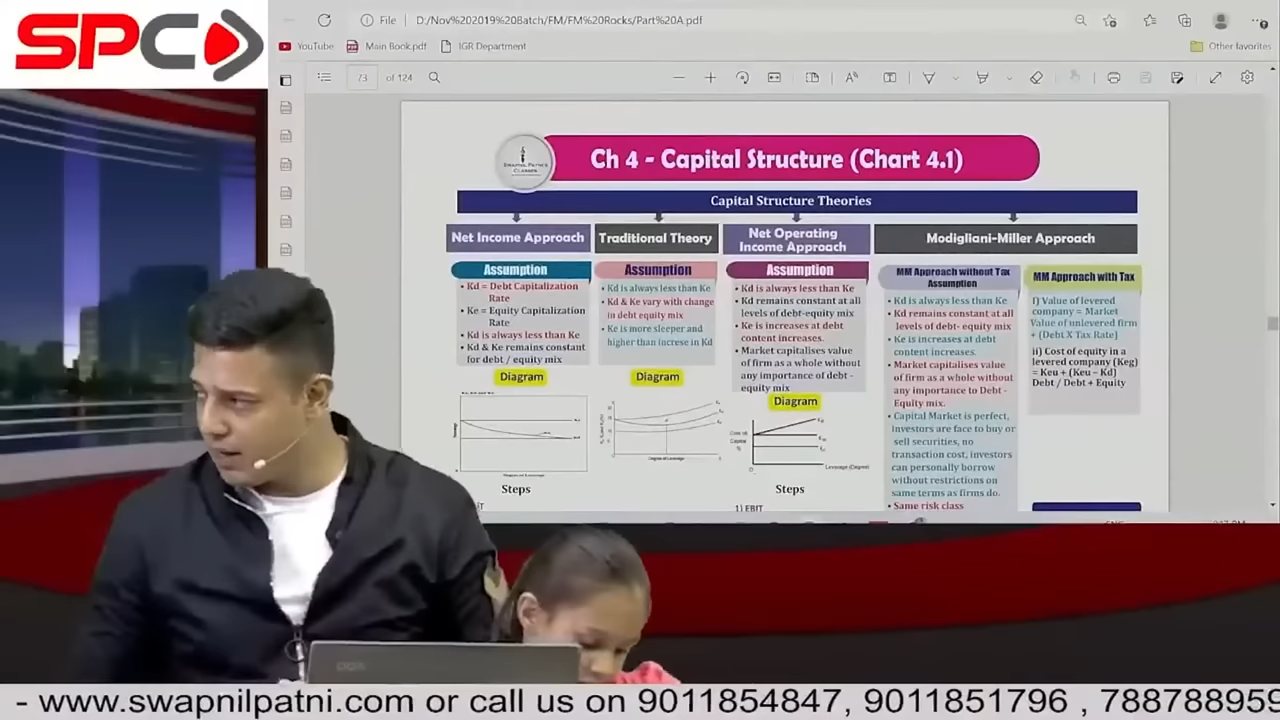 SPC
File
D:/Nov%202019%20Batch/FM/FM%20Rocks/Part%20A.pdf
YouTube
Main Book.pdf
IGR Department
Other favorites
73
of 124
SWAPNIL PATNI'S
CLASSES
Ch 4 - Capital Structure (Chart 4.1)
Capital Structure Theories
Net Income Approach
Assumption
• Kd = Debt Capitalization
Rate
• Ke = Equity Capitalization
Rate
• Kd is always less than Ke
• Kd & Ke remains constant
for debt / equity mix
Diagram
Steps
Traditional Theory
Assumption
• Kd is always less than Ke
• Kd & Ke vary with change
in debt equity mix
• Ke is more sleeper and
higher than increse in Kd
Diagram
Net Operating
Income Approach
Assumption
• Kd is always less than Ke
• Kd remains constant at all
levels of debt-equity mix
• Ke is increases at debt
content increases.
• Market capitalises value
of firm as a whole without
any importance of debt -
equity mix
Diagram
Cost of
Capital
%
Leverage (Degree)
Steps
1) EBIT
Modigliani-Miller Approach
MM Approach without Tax
Assumption
• Kd is always less than Ke
• Kd remains constant at all
levels of debt- equity mix
• Ke is increases at debt
content increases.
• Market capitalises value
of firm as a whole without
any importance to Debt -
Equity mix.
• Capital Market is perfect,
investors are face to buy or
sell securities, no
transaction cost, investors
can personally borrow
without restrictions on
same terms as firms do.
• Same risk class
MM Approach with Tax
i) Value of levered
company = Market
Value of unlevered firm
+ (Debt X Tax Rate)
ii) Cost of equity in a
levered company (Keg)
= Keu + (Keu – Kd)
Debt / Debt + Equity
- www.swapnilpatni.com or call us on 9011854847, 9011851796 , 788788959